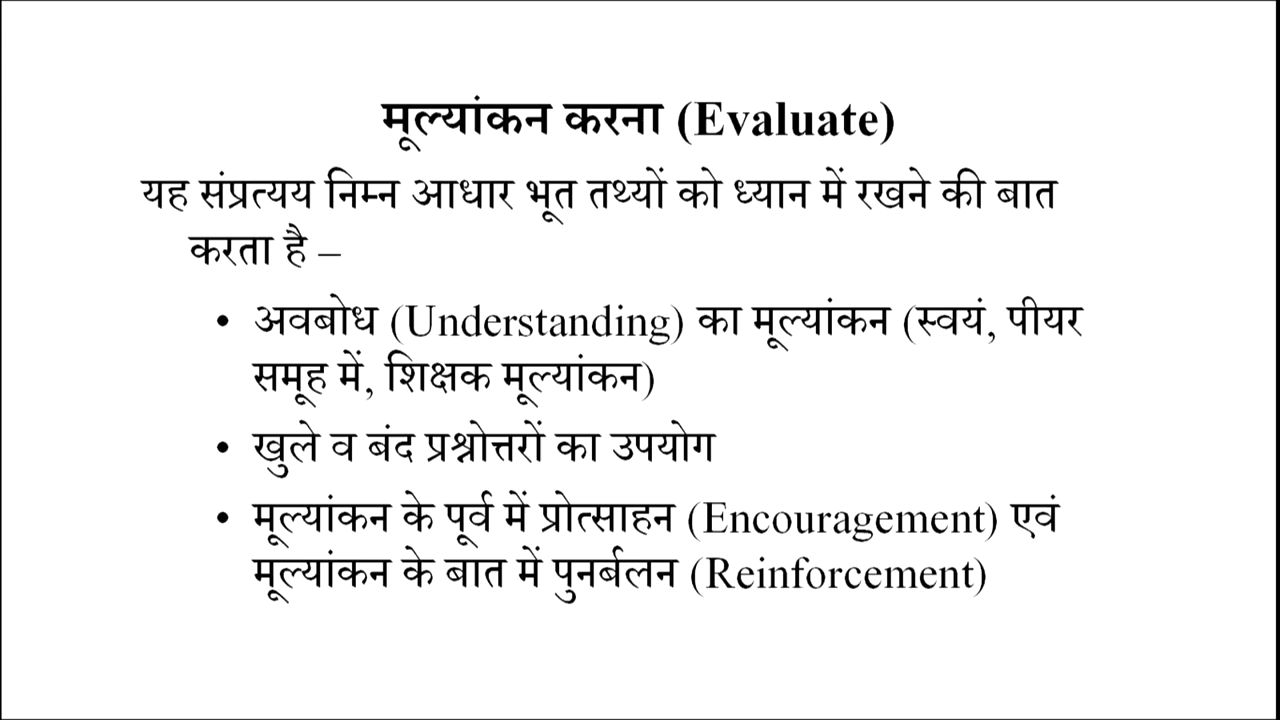 मूल्यांकन करना (Evaluate)
यह संप्रत्यय निम्न आधार भूत तथ्यों को ध्यान में रखने की बात
करता है –
• अवबोध (Understanding) का मूल्यांकन (स्वयं, पीयर
समूह में, शिक्षक मूल्यांकन)
• खुले व बंद प्रश्नोत्तरों का उपयोग
• मूल्यांकन के पूर्व में प्रोत्साहन (Encouragement) एवं
मूल्यांकन के बात में पुनर्बलन (Reinforcement)